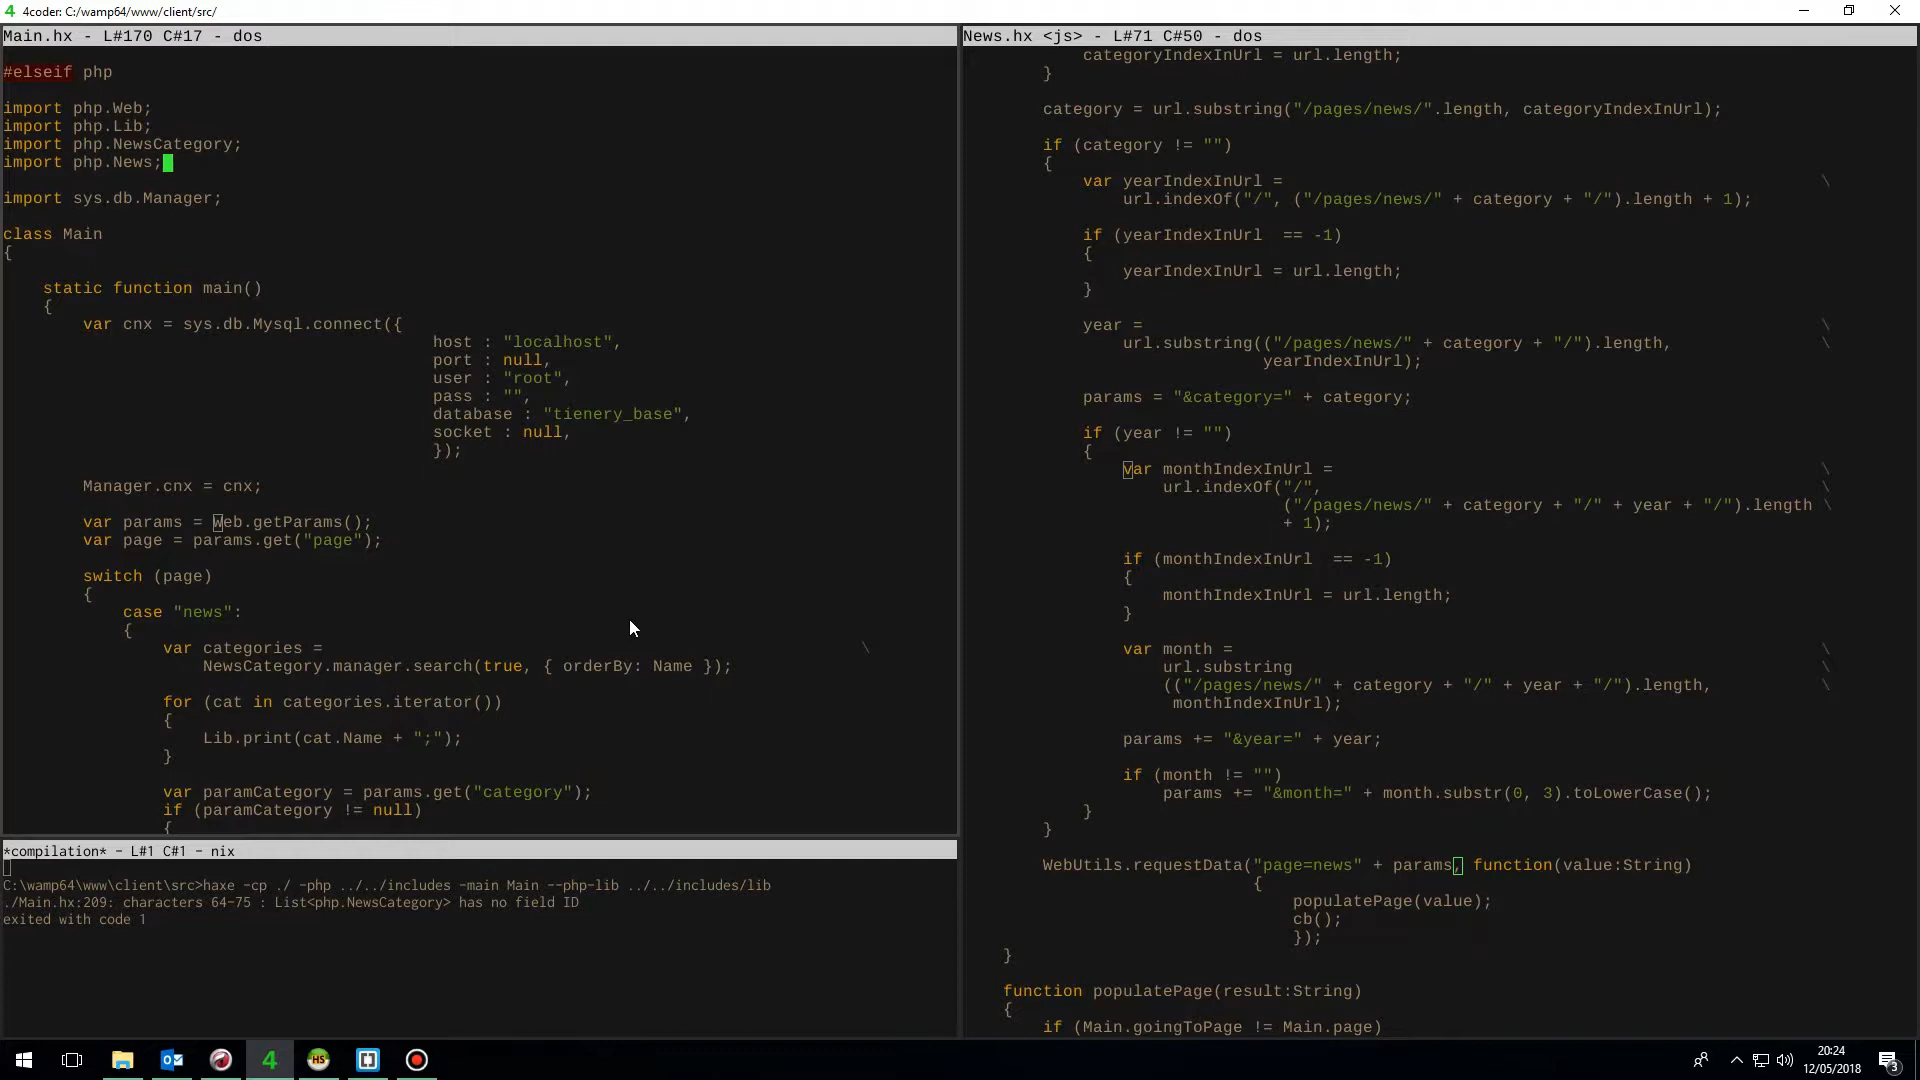 4 4coder: C:/wamp64/www/client/src/
Main.hx - L#170 C#17 - dos
#elseif php
import php.Web;
import php.Lib;
import php.NewsCategory;
import php.News;
import sys.db.Manager;
class Main
{
static function main()
{
var cnx = sys.db.Mysql.connect({
host : "localhost",
port : null,
user : "root",
pass : "",
database : "tienery_base",
socket : null,
});
Manager.cnx = cnx;
var params = Web.getParams();
var page = params.get("page");
switch (page)
{
case "news":
{
var categories = \
NewsCategory.manager.search(true, { orderBy: Name });
for (cat in categories.iterator())
{
Lib.print(cat.Name + ";");
}
var paramCategory = params.get("category");
if (paramCategory != null)
{
*compilation* - L#1 C#1 - nix
C:\wamp64\www\client\src>haxe -cp ./ -php ../../includes -main Main --php-lib ../../includes/lib
./Main.hx:209: characters 64-75 : List<php.NewsCategory> has no field ID
exited with code 1
News.hx <js> - L#71 C#50 - dos
categoryIndexInUrl = url.length;
}
category = url.substring("/pages/news/".length, categoryIndexInUrl);
if (category != "")
{
var yearIndexInUrl = \
url.indexOf("/", ("/pages/news/" + category + "/").length + 1);
if (yearIndexInUrl  == -1)
{
yearIndexInUrl = url.length;
}
year = \
url.substring(("/pages/news/" + category + "/").length, \
yearIndexInUrl);
params = "&category=" + category;
if (year != "")
{
var monthIndexInUrl = \
url.indexOf("/", \
("/pages/news/" + category + "/" + year + "/").length \
+ 1);
if (monthIndexInUrl  == -1)
{
monthIndexInUrl = url.length;
}
var month = \
url.substring \
(("/pages/news/" + category + "/" + year + "/").length, \
monthIndexInUrl);
params += "&year=" + year;
if (month != "")
params += "&month=" + month.substr(0, 3).toLowerCase();
}
}
WebUtils.requestData("page=news" + params, function(value:String)
{
populatePage(value);
cb();
});
}
function populatePage(result:String)
{
if (Main.goingToPage != Main.page)
4
HS
20:24
12/05/2018
3